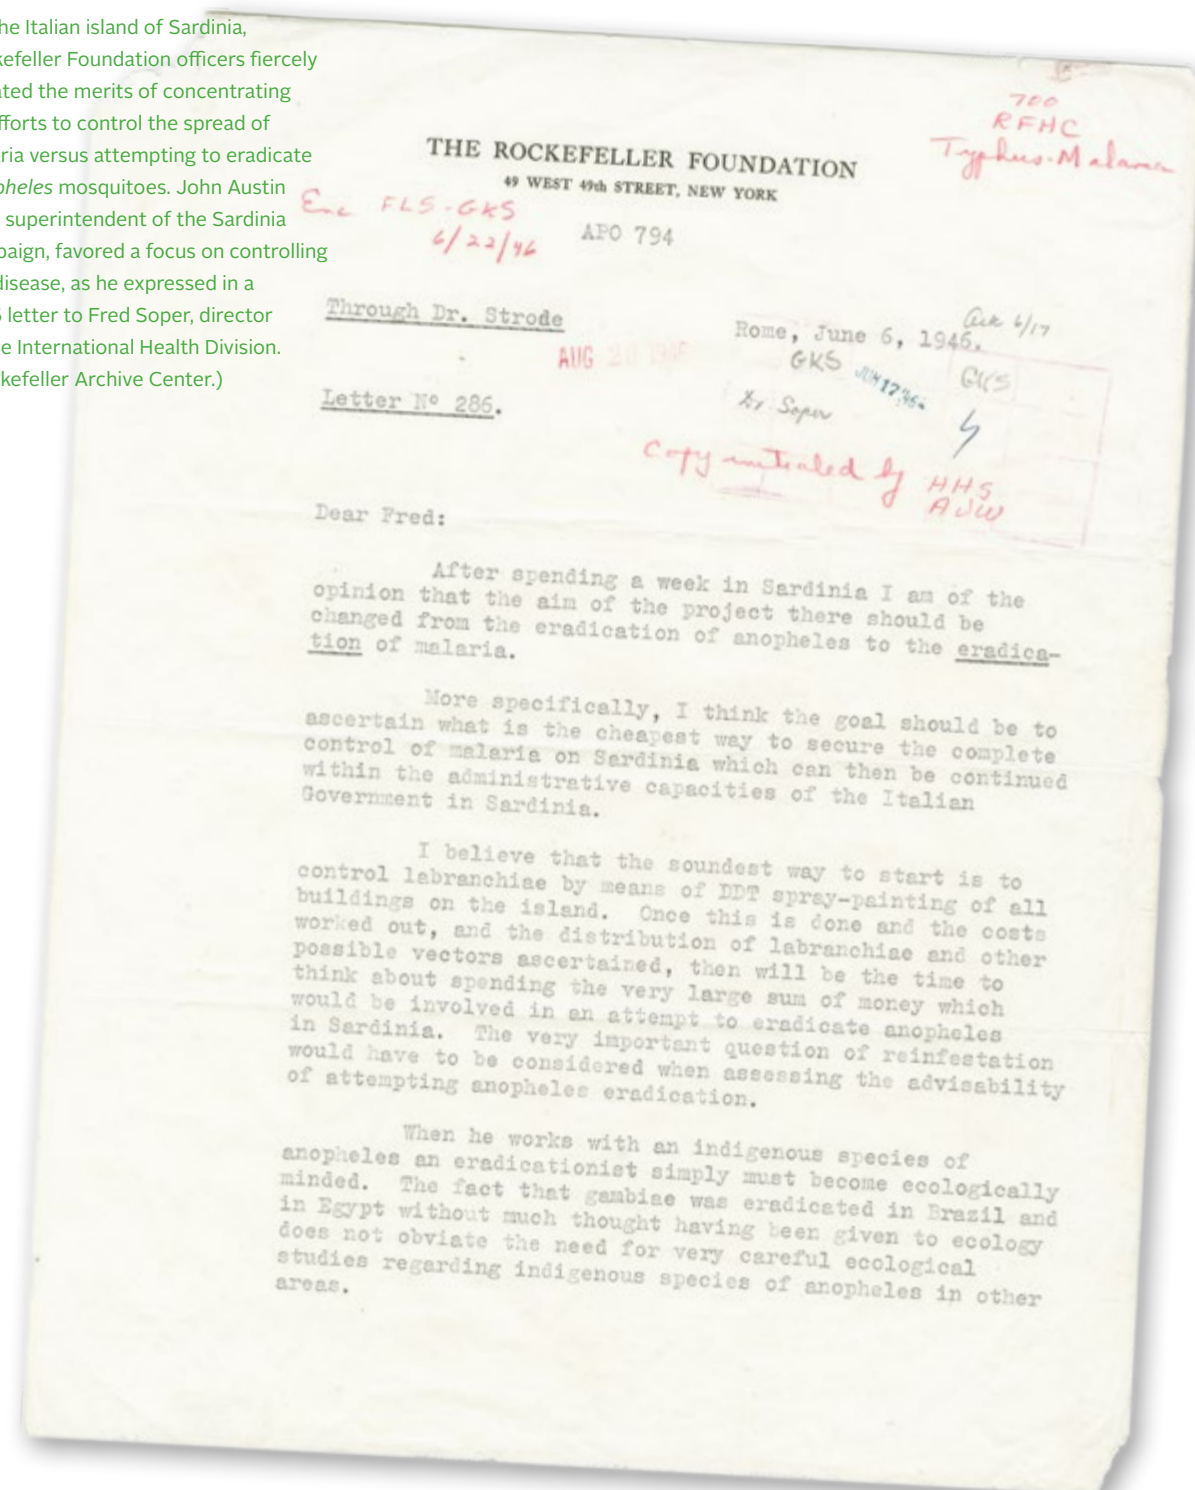 he Italian island of Sardinia,
kefeller Foundation officers fiercely
ated the merits of concentrating
fforts to control the spread of
ria versus attempting to eradicate
pheles mosquitoes. John Austin
superintendent of the Sardinia
paign, favored a focus on controlling
disease, as he expressed in a
letter to Fred Soper, director
e International Health Division.
kefeller Archive Center.)
700
RFHC
Typhus-Malaria
THE ROCKEFELLER FOUNDATION
49 WEST 49th STREET, NEW YORK
Enc FLS-GKS
6/22/46
APO 794
Through Dr. Strode
Ack 6/17
Rome, June 6, 1946.
AUG 20 1946
GKS
JUN 17 '46
GKS
Letter Nº 286.
Dr Soper
Copy initialed by HHS
AJW
Dear Fred:
After spending a week in Sardinia I am of the
opinion that the aim of the project there should be
changed from the eradication of anopheles to the eradica-
tion of malaria.
More specifically, I think the goal should be to
ascertain what is the cheapest way to secure the complete
control of malaria on Sardinia which can then be continued
within the administrative capacities of the Italian
Government in Sardinia.
I believe that the soundest way to start is to
control labranchiae by means of DDT spray-painting of all
buildings on the island. Once this is done and the costs
worked out, and the distribution of labranchiae and other
possible vectors ascertained, then will be the time to
think about spending the very large sum of money which
would be involved in an attempt to eradicate anopheles
in Sardinia. The very important question of reinfestation
would have to be considered when assessing the advisability
of attempting anopheles eradication.
When he works with an indigenous species of
anopheles an eradicationist simply must become ecologically
minded. The fact that gambiae was eradicated in Brazil and
in Egypt without much thought having been given to ecology
does not obviate the need for very careful ecological
studies regarding indigenous species of anopheles in other
areas.